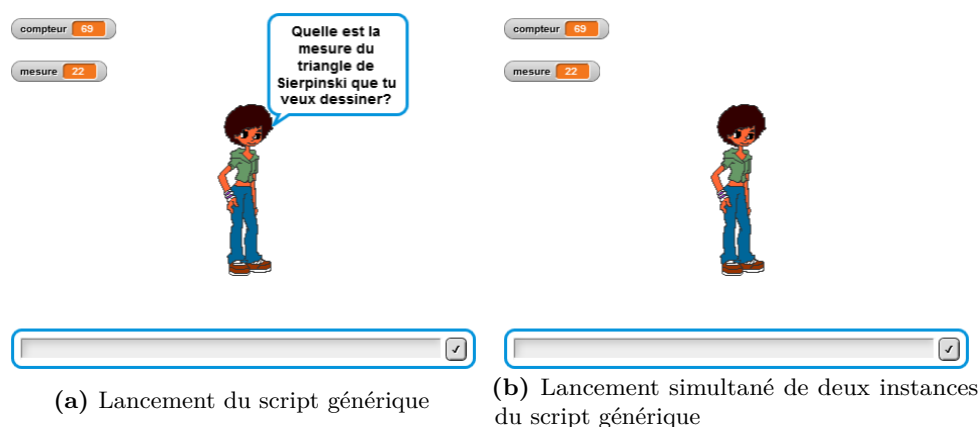 compteur 69
mesure 22
Quelle est la
mesure du
triangle de
Sierpinski que tu
veux dessiner?
(a) Lancement du script générique
compteur 69
mesure 22
(b) Lancement simultané de deux instances
du script générique